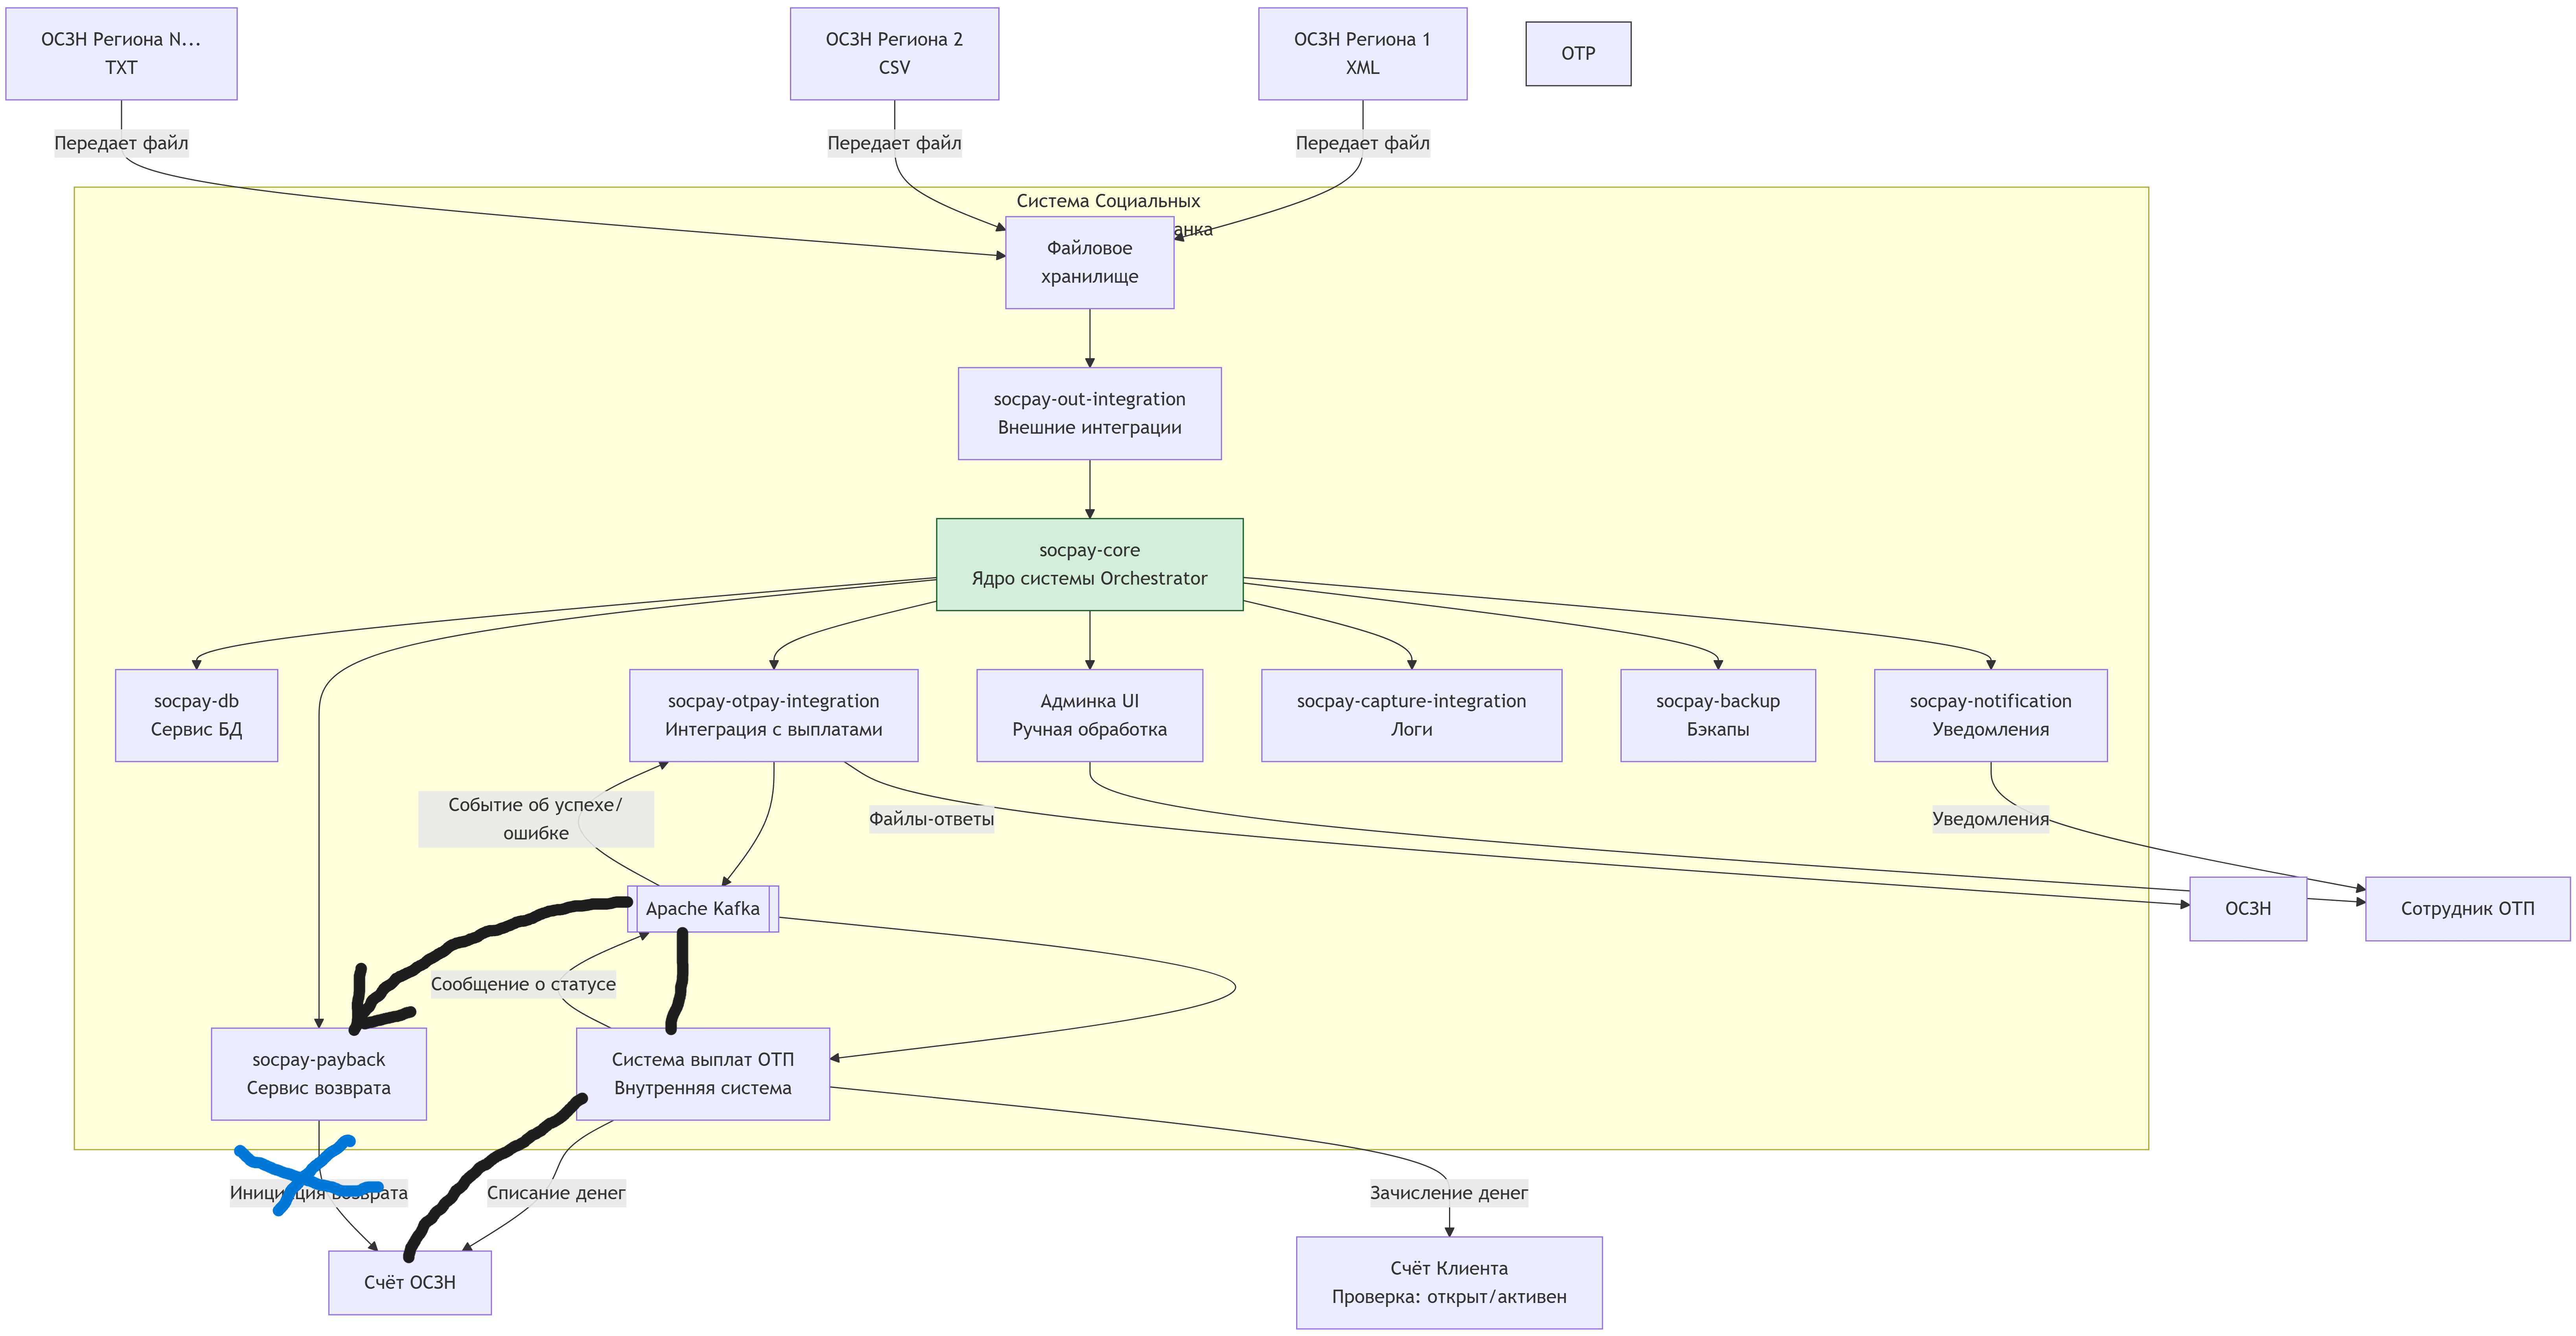 ОСЗН Региона N...
TXT
ОСЗН Региона 2
CSV
ОСЗН Региона 1
XML
OTP
Передает файл
Передает файл
Передает файл
Система Социальных
анка
Файловое
хранилище
socpay-out-integration
Внешние интеграции
socpay-core
Ядро системы Orchestrator
socpay-db
Сервис БД
socpay-otpay-integration
Интеграция с выплатами
Админка UI
Ручная обработка
socpay-capture-integration
Логи
socpay-backup
Бэкапы
socpay-notification
Уведомления
Событие об успехе/
ошибке
Файлы-ответы
Уведомления
Apache Kafka
ОСЗН
Сотрудник ОТП
Сообщение о статусе
socpay-payback
Сервис возврата
Система выплат ОТП
Внутренняя система
Инициация возврата
Списание денег
Зачисление денег
Счёт ОСЗН
Счёт Клиента
Проверка: открыт/активен